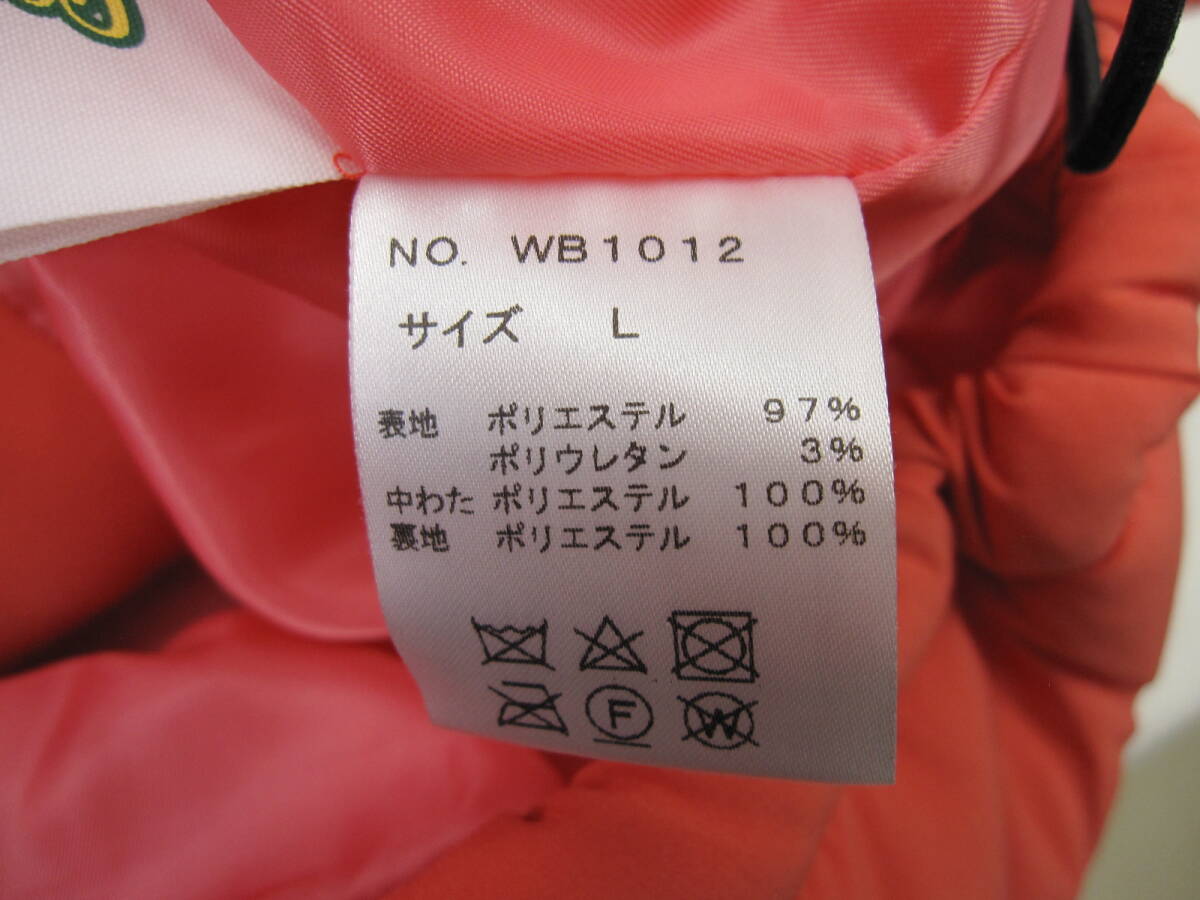 NO. WB1012
サイズ L
表地 ポリエステル 97%
ポリウレタン 3%
中わた ポリエステル 100%
裏地 ポリエステル 100%
F
W